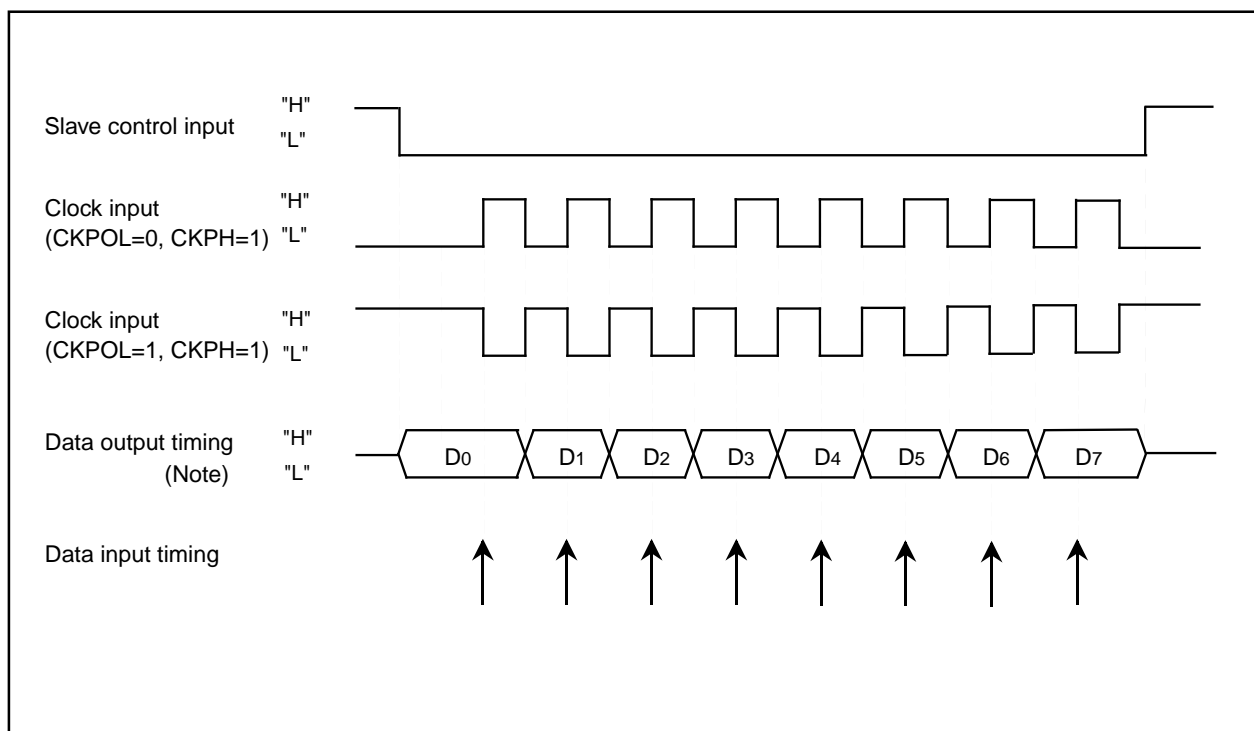 Slave control input
"H"
"L"
Clock input
(CKPOL=0, CKPH=1)
"H"
"L"
Clock input
(CKPOL=1, CKPH=1)
"H"
"L"
Data output timing
(Note)
"H"
"L"
D0 D1 D2 D3 D4 D5 D6 D7
Data input timing